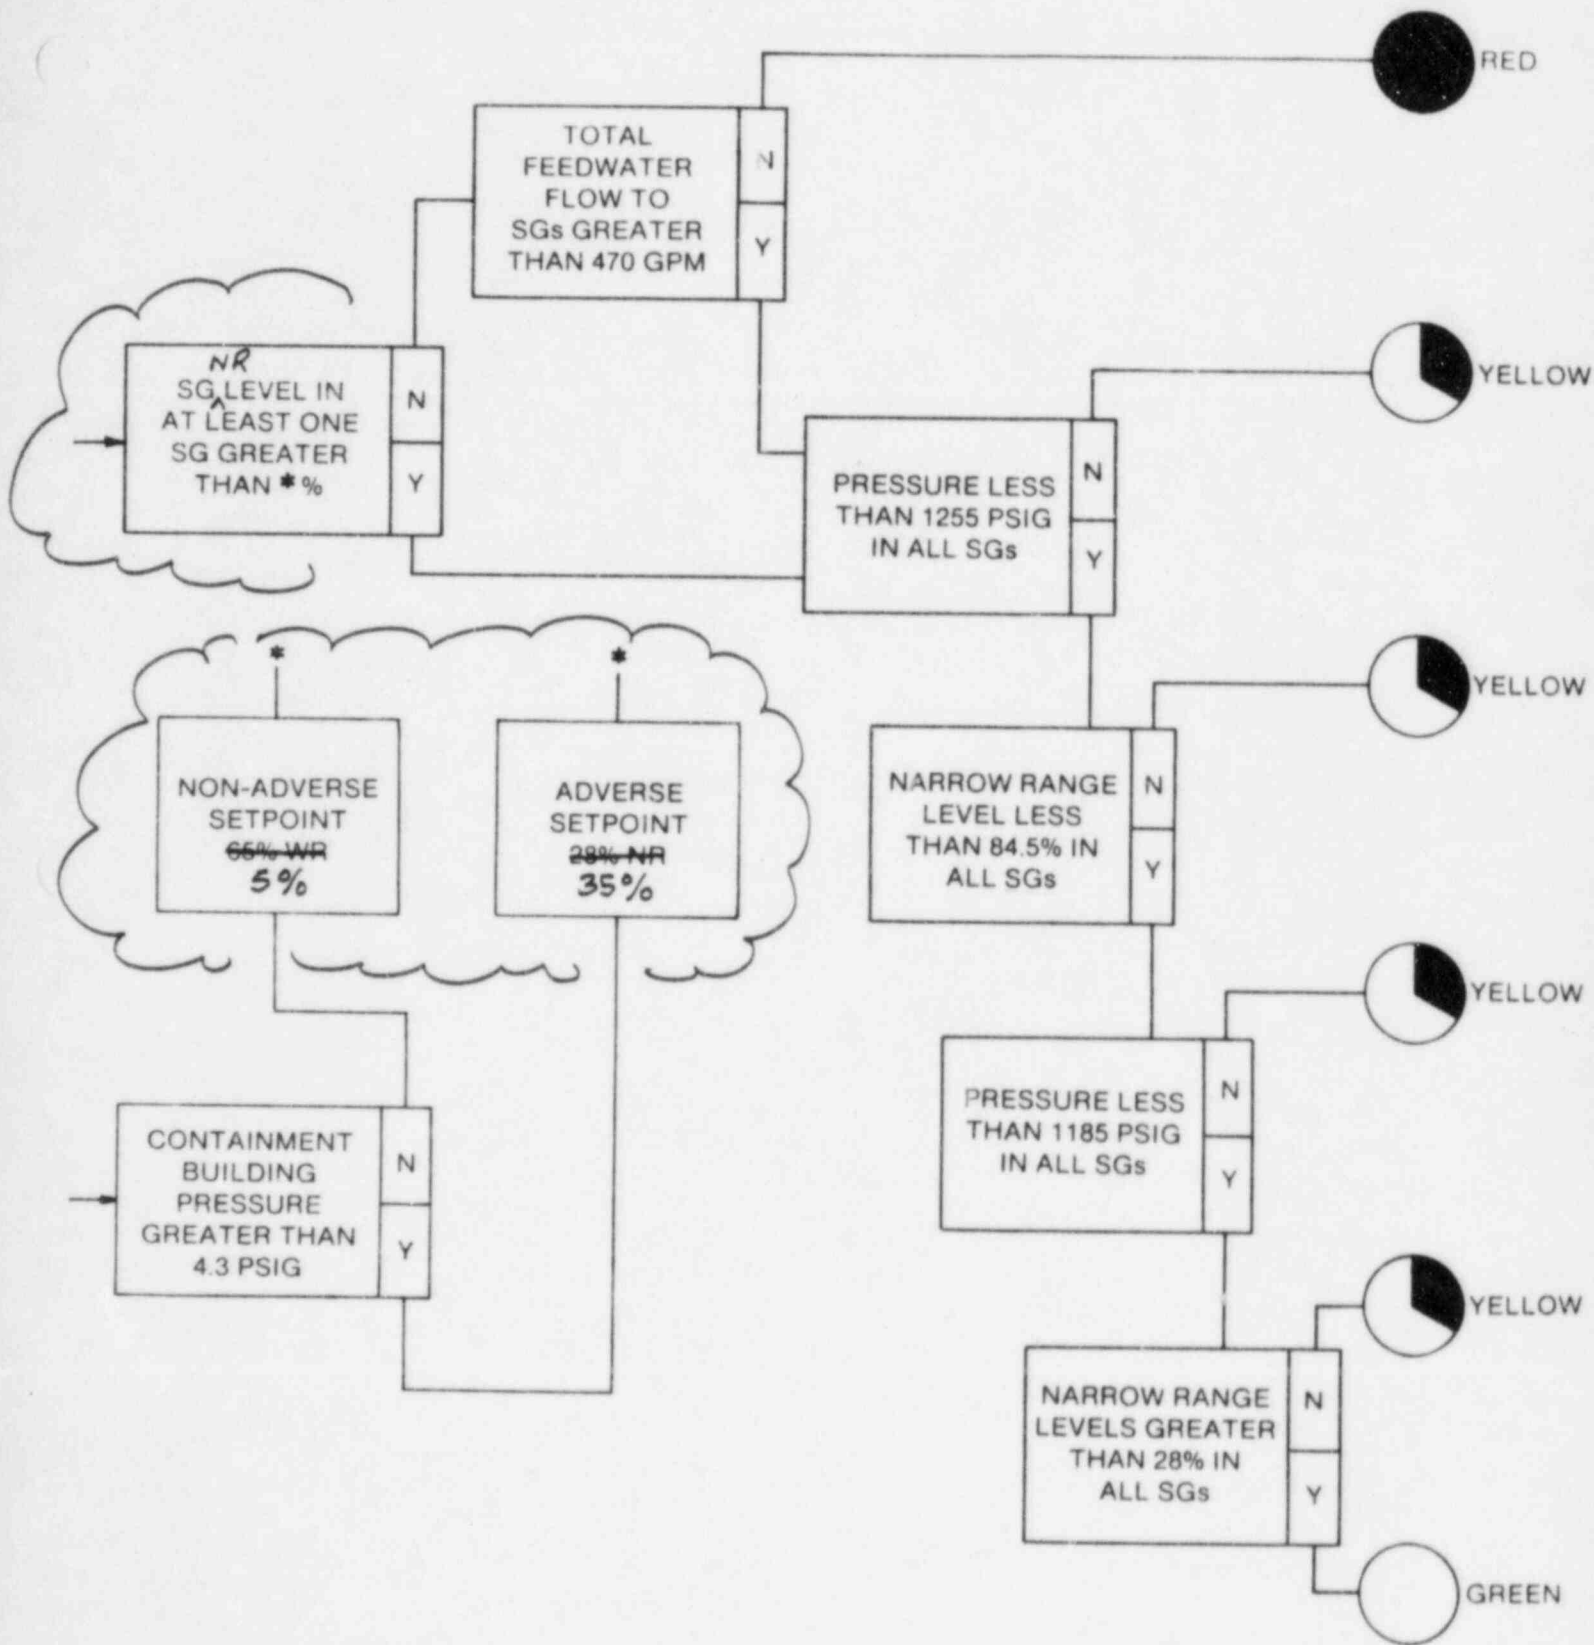 RED
TOTAL
FEEDWATER
FLOW TO
SGs GREATER
THAN 470 GPM
N
Y
NR
SG ^ LEVEL IN
AT LEAST ONE
SG GREATER
THAN *%
N
Y
YELLOW
PRESSURE LESS
THAN 1255 PSIG
IN ALL SGs
N
Y
YELLOW
*
*
NON-ADVERSE
SETPOINT
65% WR
5%
ADVERSE
SETPOINT
28% NR
35%
NARROW RANGE
LEVEL LESS
THAN 84.5% IN
ALL SGs
N
Y
YELLOW
PRESSURE LESS
THAN 1185 PSIG
IN ALL SGs
N
Y
CONTAINMENT
BUILDING
PRESSURE
GREATER THAN
4.3 PSIG
N
Y
YELLOW
NARROW RANGE
LEVELS GREATER
THAN 28% IN
ALL SGs
N
Y
GREEN